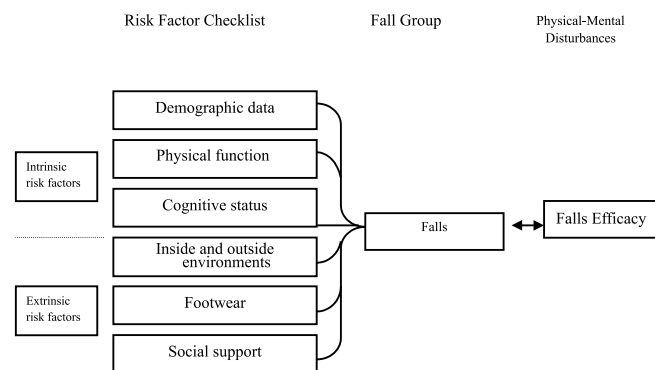 Risk Factor Checklist
Fall Group
Physical-Mental
Disturbances
Demographic data
Physical function
Intrinsic
risk factors
Cognitive status
Falls
Falls Efficacy
Inside and outside
environments
Extrinsic
risk factors
Footwear
Social support